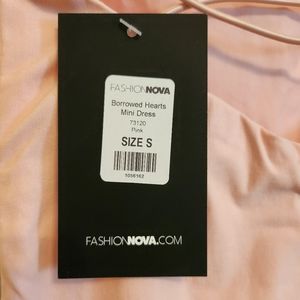 FASHIONNOVA
Borrowed Hearts
Mini Dress
73120
Pink
SIZE S
1056162
FASHIONNOVA.COM